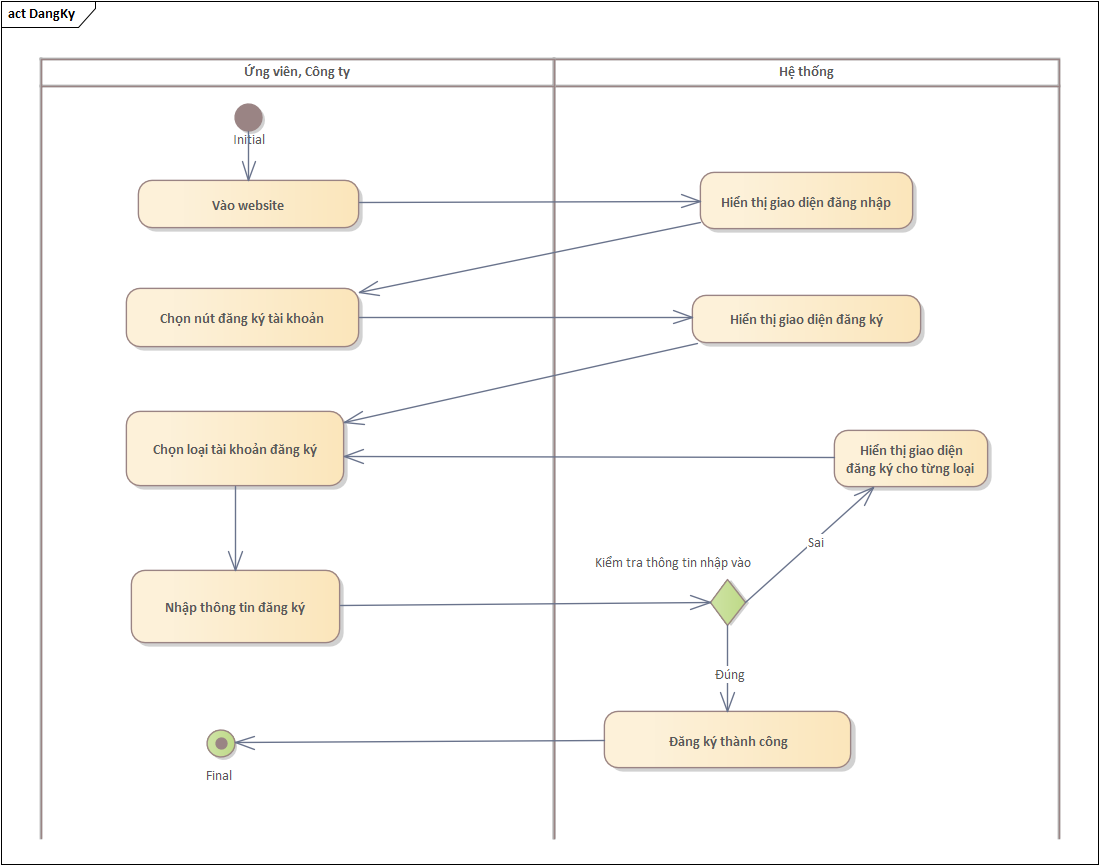 act DangKy
Ứng viên, Công ty
Hệ thống
Initial
Vào website
Hiển thị giao diện đăng nhập
Chọn nút đăng ký tài khoản
Hiển thị giao diện đăng ký
Chọn loại tài khoản đăng ký
Hiển thị giao diện
đăng ký cho từng loại
Sai
Kiểm tra thông tin nhập vào
Nhập thông tin đăng ký
Đúng
Đăng ký thành công
Final